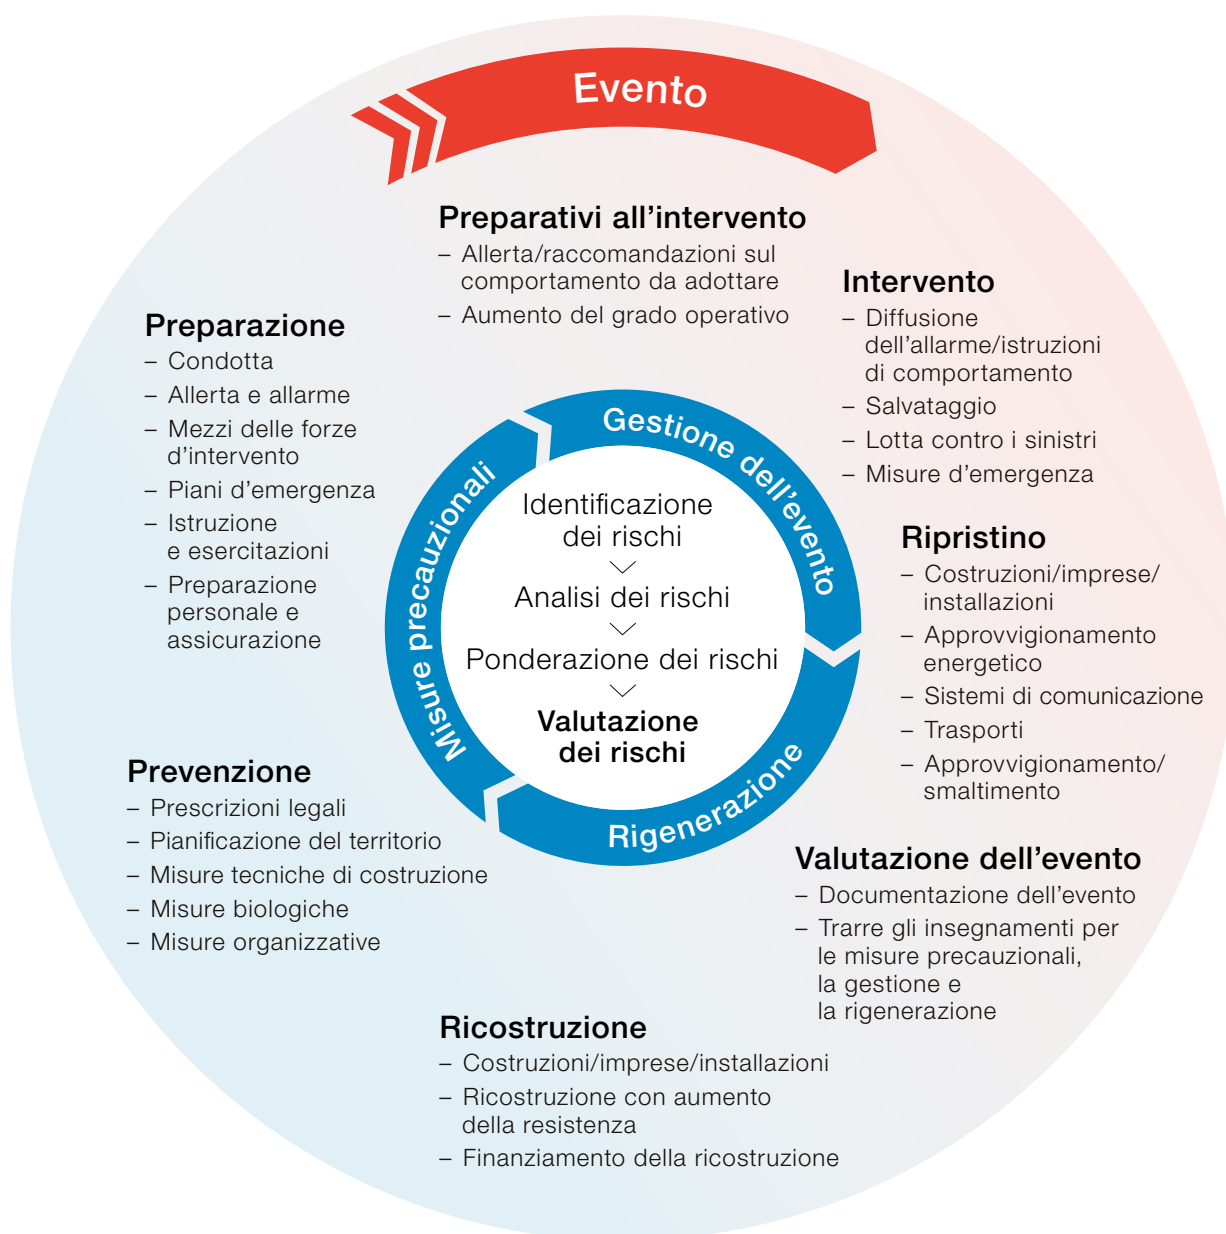 Evento
Preparativi all’intervento
– Allerta/raccomandazioni sul
comportamento da adottare
– Aumento del grado operativo
Intervento
– Diffusione
dell’allarme/istruzioni
di comportamento
– Salvataggio
– Lotta contro i sinistri
– Misure d’emergenza
Ripristino
– Costruzioni/imprese/
installazioni
– Approvvigionamento
energetico
– Sistemi di comunicazione
– Trasporti
– Approvvigionamento/
smaltimento
Valutazione dell’evento
– Documentazione dell’evento
– Trarre gli insegnamenti per
le misure precauzionali,
la gestione e
la rigenerazione
Ricostruzione
– Costruzioni/imprese/installazioni
– Ricostruzione con aumento
della resistenza
– Finanziamento della ricostruzione
Prevenzione
– Prescrizioni legali
– Pianificazione del territorio
– Misure tecniche di costruzione
– Misure biologiche
– Misure organizzative
Preparazione
– Condotta
– Allerta e allarme
– Mezzi delle forze
d’intervento
– Piani d’emergenza
– Istruzione
e esercitazioni
– Preparazione
personale e
assicurazione
Gestione dell’evento
Rigenerazione
Misure precauzionali
Identificazione
dei rischi
Analisi dei rischi
Ponderazione dei rischi
Valutazione
dei rischi